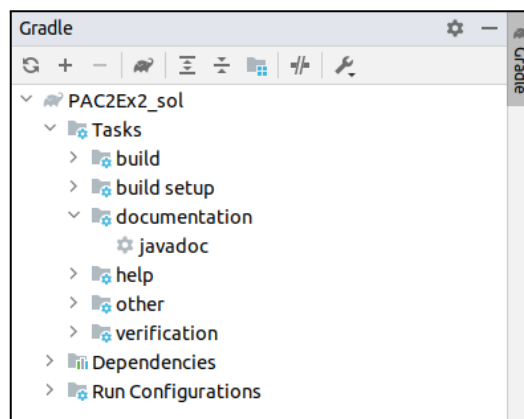 Gradle
Gradle
PAC2Ex2_sol
Tasks
build
build setup
documentation
javadoc
help
other
verification
Dependencies
Run Configurations